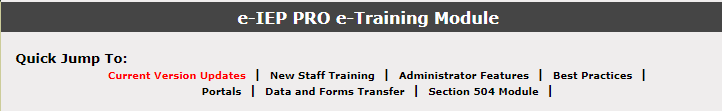 e-IEP PRO e-Training Module
Quick Jump To:
Current Version Updates | New Staff Training | Administrator Features | Best Practices |
Portals | Data and Forms Transfer | Section 504 Module |